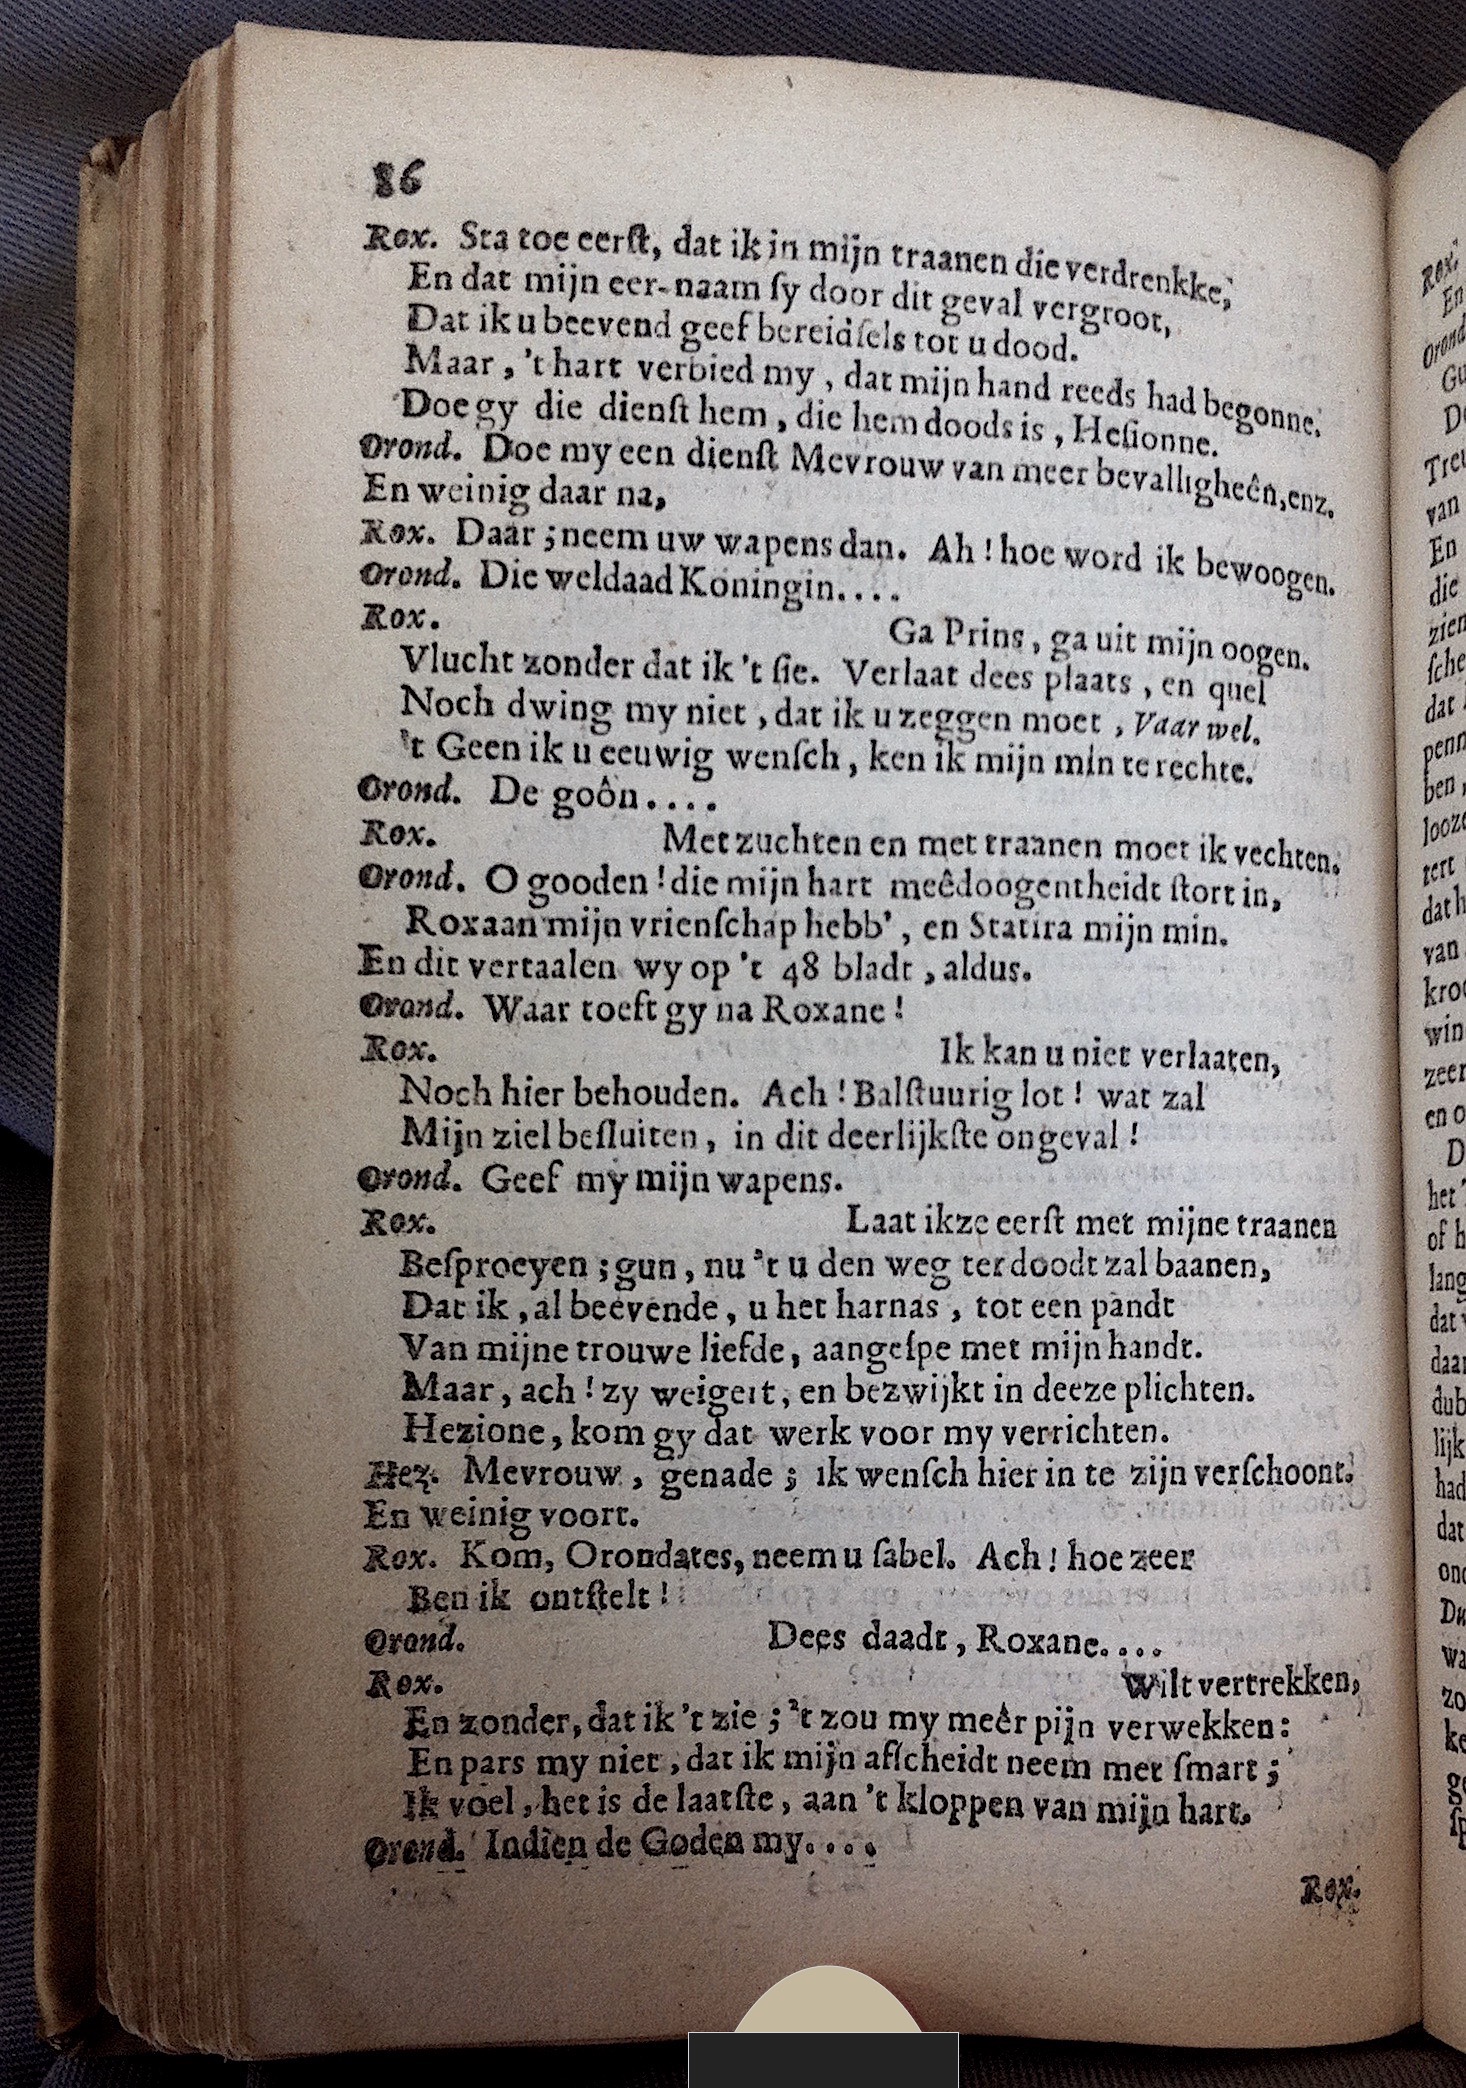 86
Rox. Sta toe eerſt, dat ik in mijn traanen die verdrenkke,
En dat mijn eer-naam ſy door dit geval vergroot,
Dat ik u beevend geef bereidſels tot u dood.
Maar, 't hart verbied my, dat mijn hand reeds had begonne.
Doe gy die dienſt hem, die hem doods is, Heſionne.
Orond. Doe my een dienſt Mevrouw van meer bevalligheên, enz.
En weinig daar na,
Rox. Daar; neem uw wapens dan. Ah! hoe word ik bewoogen.
Orond. Die weldaad Koningin....
Rox. Ga Prins, ga uit mijn oogen.
Vlucht zonder dat ik 't ſie. Verlaat dees plaats, en quel
Noch dwing my niet, dat ik u zeggen moet, Vaar wel.
't Geen ik u eeuwig wenſch, ken ik mijn min te rechte.
Orond. De goôn....
Rox. Met zuchten en met traanen moet ik vechten.
Orond. O gooden! die mijn hart meêdoogentheidt ſtort in,
Roxaan mijn vrienſchap hebb', en Statira mijn min.
En dit vertaalen wy op 't 48 bladt, aldus.
Orond. Waar toeft gy na Roxane!
Rox. Ik kan u niet verlaaten,
Noch hier behouden. Ach! Balſtuurig lot! wat zal
Mijn ziel beſluiten, in dit deerlijkſte ongeval!
Orond. Geef my mijn wapens.
Rox. Laat ik ze eerſt met mijne traanen
Beſproeyen; gun, nu 't u den weg ter doodt zal baanen,
Dat ik, al beevende, u het harnas, tot een pandt
Van mijne trouwe liefde, aangeſpe met mijn handt.
Maar, ach! zy weigert, en bezwijkt in deeze plichten.
Hezione, kom gy dat werk voor my verrichten.
Hez. Mevrouw, genade; ik wenſch hier in te zijn verſchoont.
En weinig voort.
Rox. Kom, Orondates, neem u ſabel. Ach! hoe zeer
Ben ik ontſtelt!
Orond. Dees daadt, Roxane....
Rox. Wilt vertrekken,
En zonder, dat ik 't zie; 't zou my meêr pijn verwekken:
En pars my niet, dat ik mijn afſcheidt neem met ſmart;
Ik voel, het is de laatſte, aan 't kloppen van mijn hart.
Orond. Indien de Goden my....
Rox.